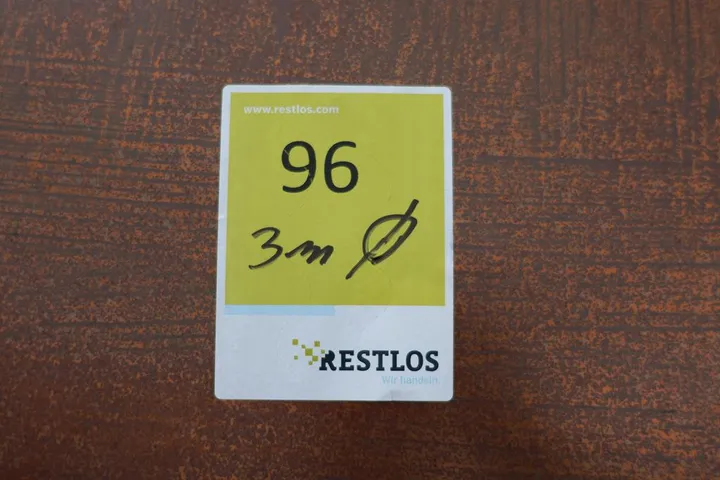 www.restlos.com
96
3m Ø
RESTLOS
Wir handeln.